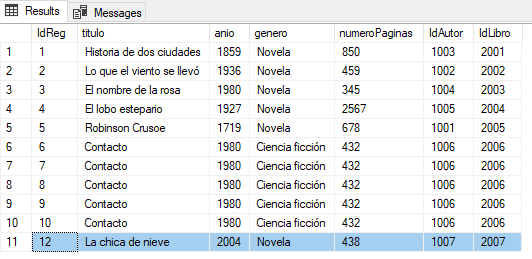 Results Messages
IdReg titulo anio genero numeroPaginas IdAutor IdLibro
1 1 Historia de dos ciudades 1859 Novela 850 1003 2001
2 2 Lo que el viento se llevó 1936 Novela 459 1002 2002
3 3 El nombre de la rosa 1980 Novela 345 1004 2003
4 4 El lobo estepario 1927 Novela 2567 1005 2004
5 5 Robinson Crusoe 1719 Novela 678 1001 2005
6 6 Contacto 1980 Ciencia ficción 432 1006 2006
7 7 Contacto 1980 Ciencia ficción 432 1006 2006
8 8 Contacto 1980 Ciencia ficción 432 1006 2006
9 9 Contacto 1980 Ciencia ficción 432 1006 2006
10 10 Contacto 1980 Ciencia ficción 432 1006 2006
11 12 La chica de nieve 2004 Novela 438 1007 2007